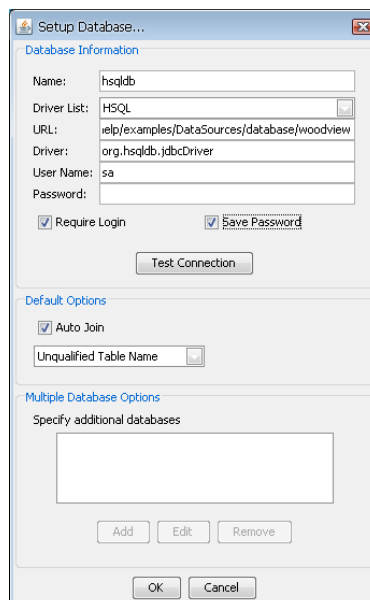 Setup Database...
Database Information
Name: hsqldb
Driver List: HSQL
URL: help/examples/DataSources/database/woodview
Driver: org.hsqldb.jdbcDriver
User Name: sa
Password:
Require Login Save Password
Test Connection
Default Options
Auto Join
Unqualified Table Name
Multiple Database Options
Specify additional databases
Add Edit Remove
OK Cancel